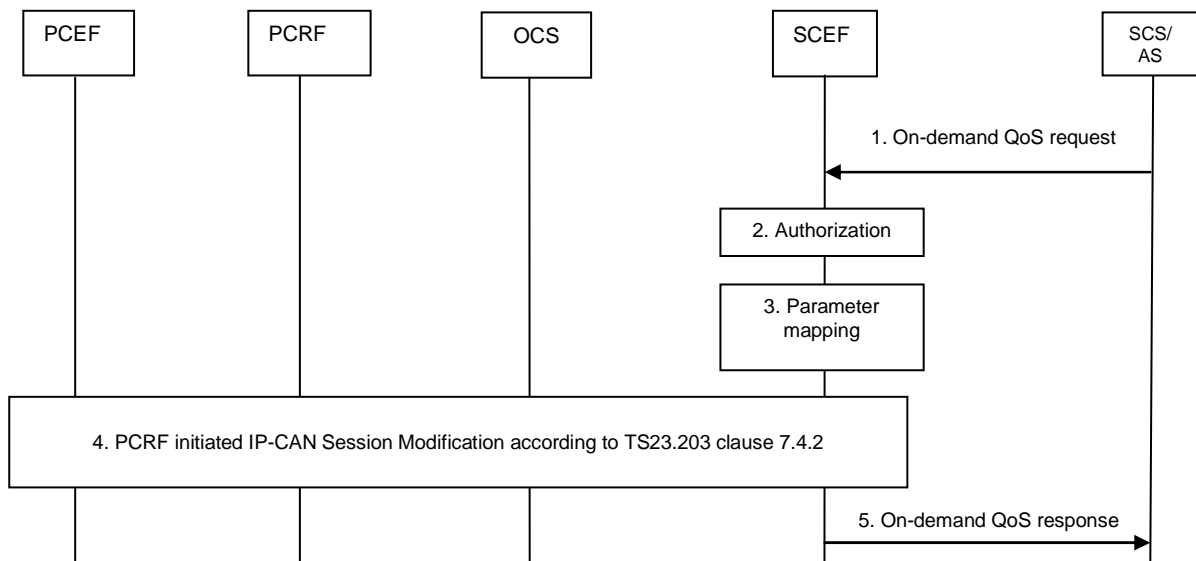 PCEF
PCRF
OCS
SCEF
SCS/
AS
1. On-demand QoS request
2. Authorization
3. Parameter
mapping
4. PCRF initiated IP-CAN Session Modification according to TS23.203 clause 7.4.2
5. On-demand QoS response